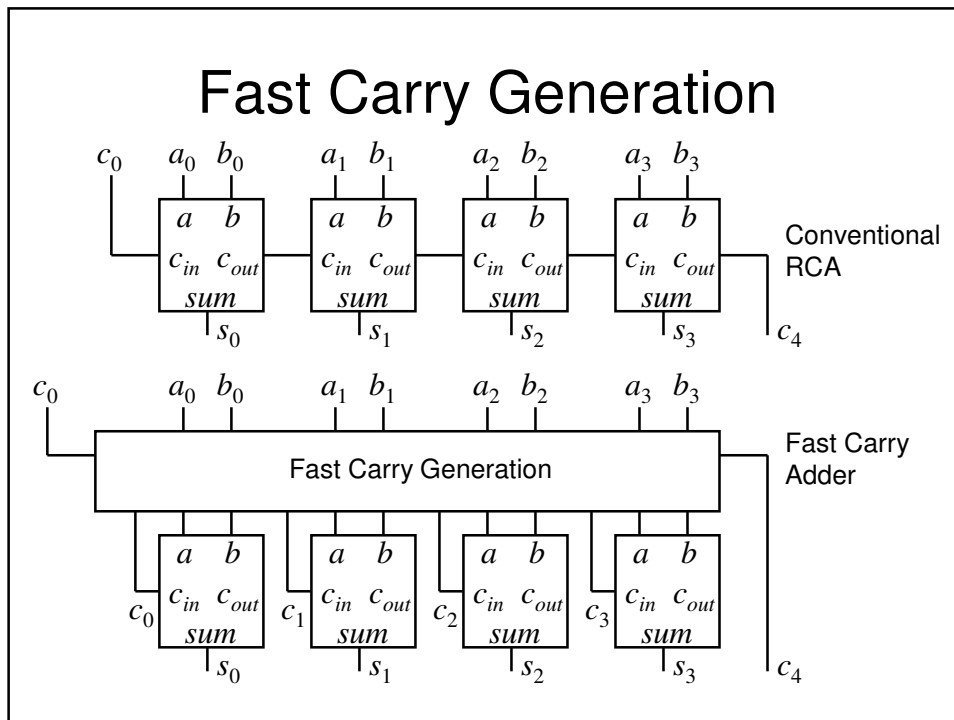 Fast Carry Generation
c0 a0 b0 a1 b1 a2 b2 a3 b3
a b a b a b a b
Conventional
RCA
cin cout cin cout cin cout cin cout
sum sum sum sum
s0 s1 s2 s3 c4
c0 a0 b0 a1 b1 a2 b2 a3 b3
Fast Carry Generation
Fast Carry
Adder
a b a b a b a b
c0 cin cout c1 cin cout c2 cin cout c3 cin cout
sum sum sum sum
s0 s1 s2 s3 c4